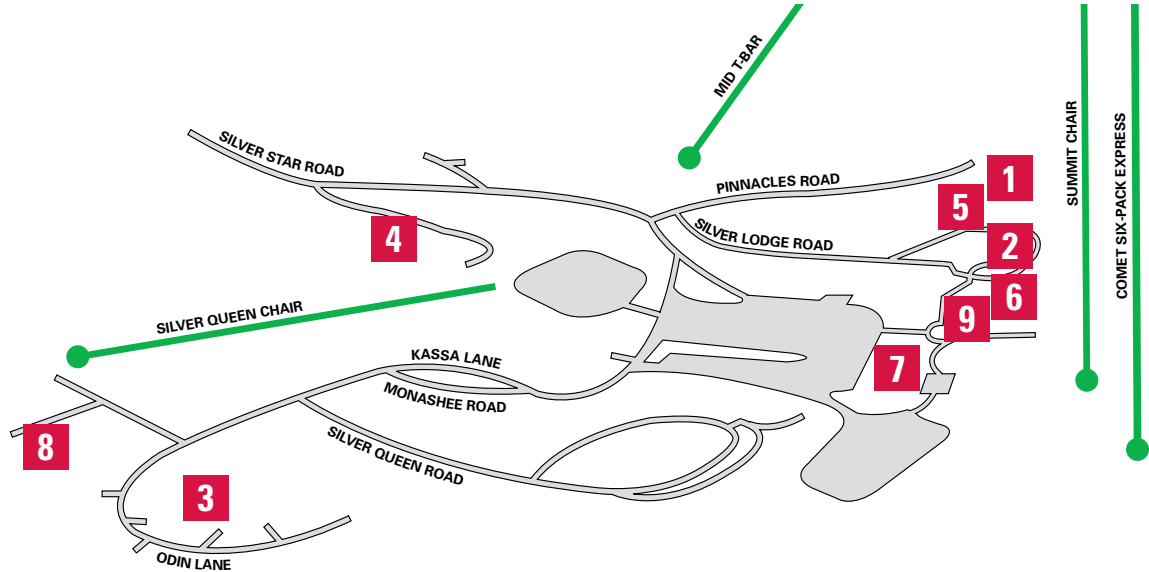 MID T-BAR
SUMMIT CHAIR
COMET SIX-PACK EXPRESS
SILVER STAR ROAD
PINNACLES ROAD
1
5
4
SILVER LODGE ROAD
2
6
SILVER QUEEN CHAIR
9
KASSA LANE
7
MONASHEE ROAD
8
SILVER QUEEN ROAD
3
ODIN LANE